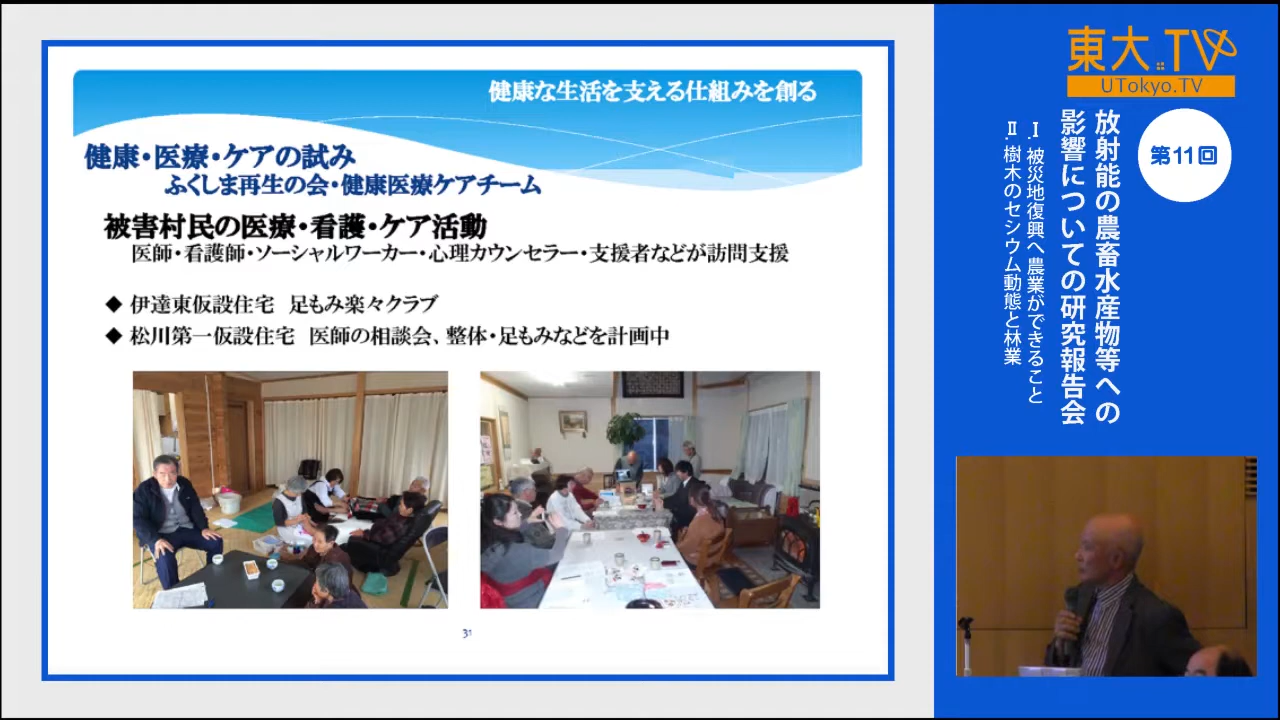 健康な生活を支える仕組みを創る
健康・医療・ケアの試み
ふくしま再生の会・健康医療ケアチーム
被害村民の医療・看護・ケア活動
医師・看護師・ソーシャルワーカー・心理カウンセラー・支援者などが訪問支援
◆ 伊達東仮設住宅 足もみ楽々クラブ
◆ 松川第一仮設住宅 医師の相談会、整体・足もみなどを計画中
31
東大.TV
UTokyo.TV
第11回
放射能の農畜水産物等への
影響についての研究報告会
Ⅰ.被災地復興へ農業ができること
Ⅱ.樹木のセシウム動態と林業